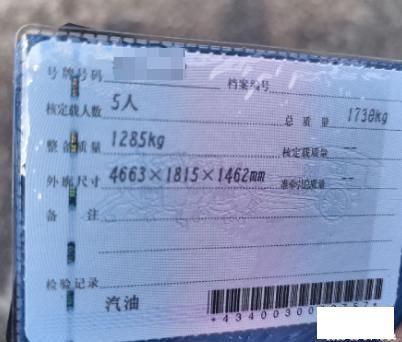 号牌号码 档案编号
核定载人数 5人 总质量 1730kg
整备质量 1285kg 核定载质量 --
外廓尺寸 4663×1815×1462mm 准牵引总质量 --
备注
检验记录
汽油